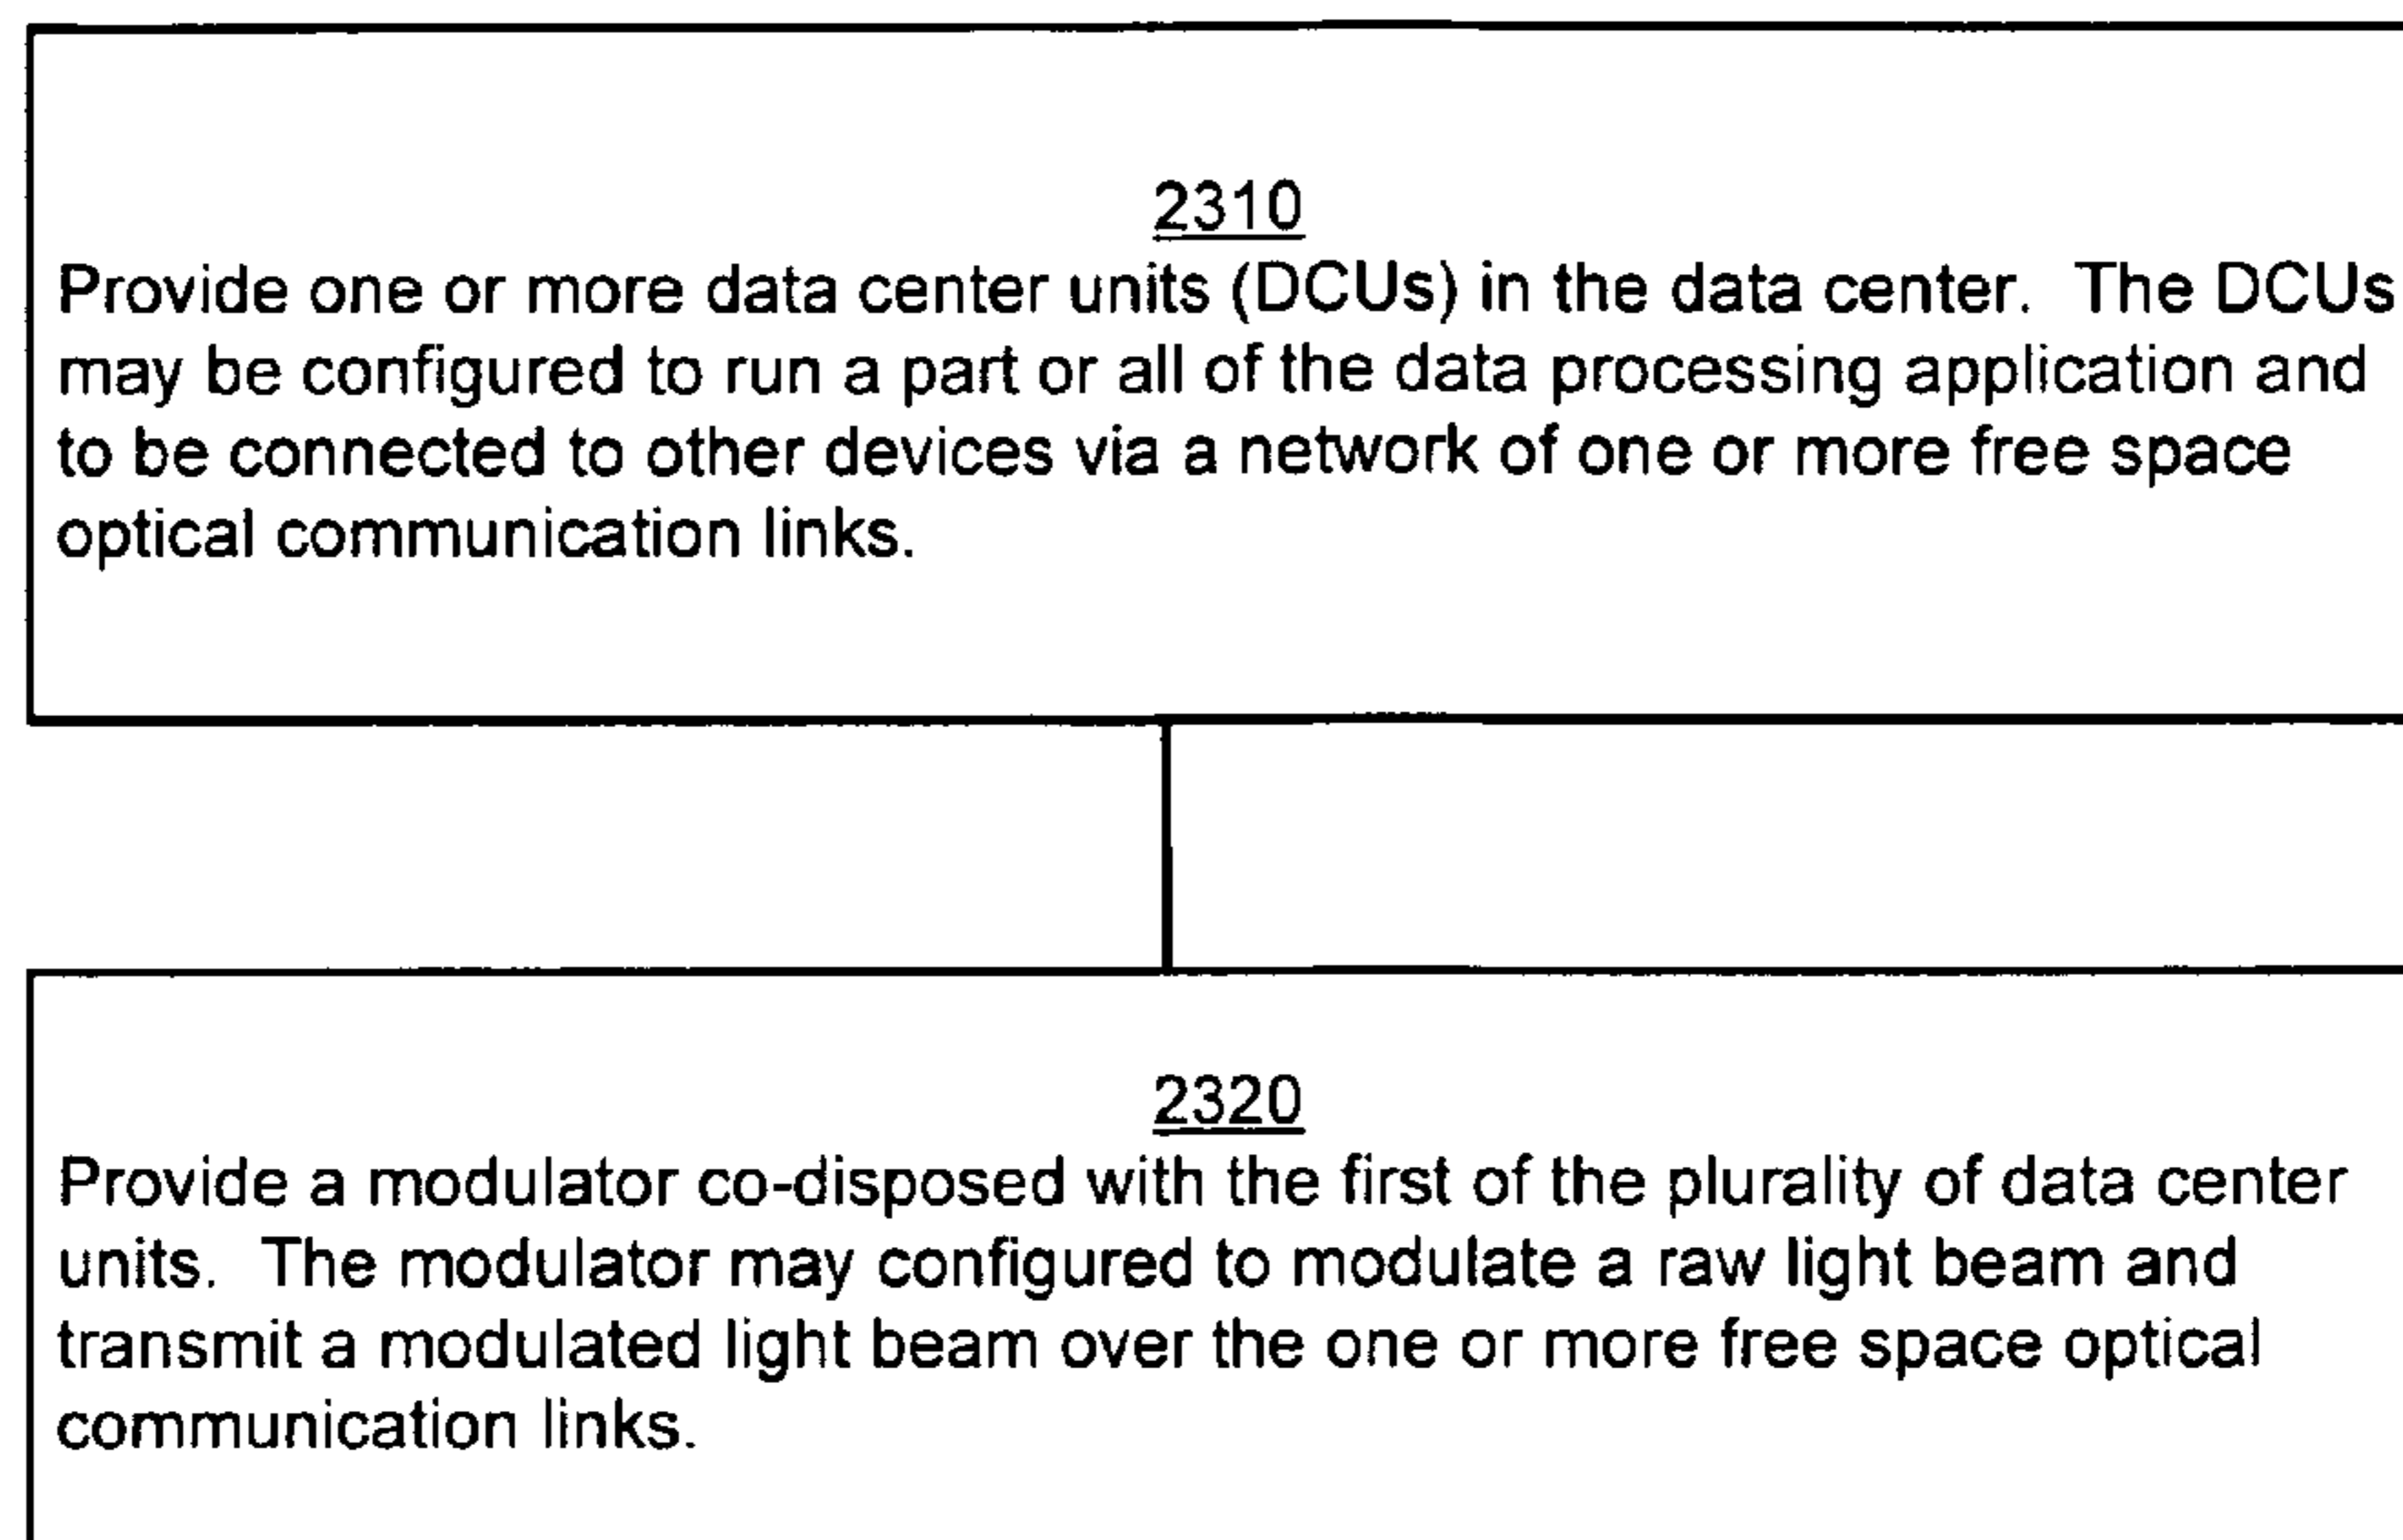 2310
Provide one or more data center units (DCUs) in the data center.  The DCUs
may be configured to run a part or all of the data processing application and
to be connected to other devices via a network of one or more free space
optical communication links.
2320
Provide a modulator co-disposed with the first of the plurality of data center
units.  The modulator may configured to modulate a raw light beam and
transmit a modulated light beam over the one or more free space optical
communication links.